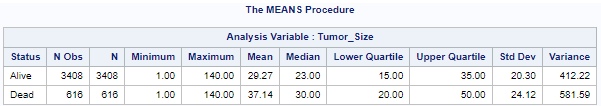 The MEANS Procedure
Analysis Variable : Tumor_Size
Status N Obs N Minimum Maximum Mean Median Lower Quartile Upper Quartile Std Dev Variance
Alive 3408 3408 1.00 140.00 29.27 23.00 15.00 35.00 20.30 412.22
Dead 616 616 1.00 140.00 37.14 30.00 20.00 50.00 24.12 581.59